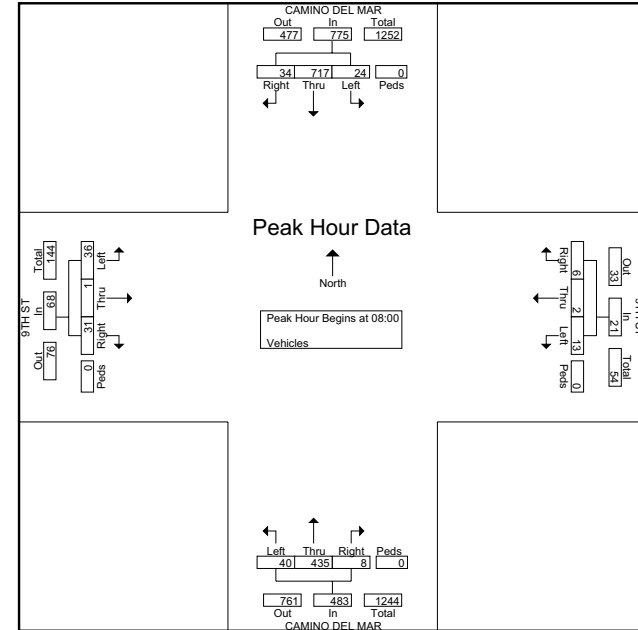 CAMINO DEL MAR
Out In Total
477 775 1252
34 717 24 0
Right Thru Left Peds
Peak Hour Data
North
Peak Hour Begins at 08:00
Vehicles
9TH ST
Total In Out
144 68 76
36 1 31 0
Left Thru Right Peds
Right Thru Left Peds
6 2 13 0
Out In Total
33 21 54
9TH ST
Left Thru Right Peds
40 435 8 0
761 483 1244
Out In Total
CAMINO DEL MAR